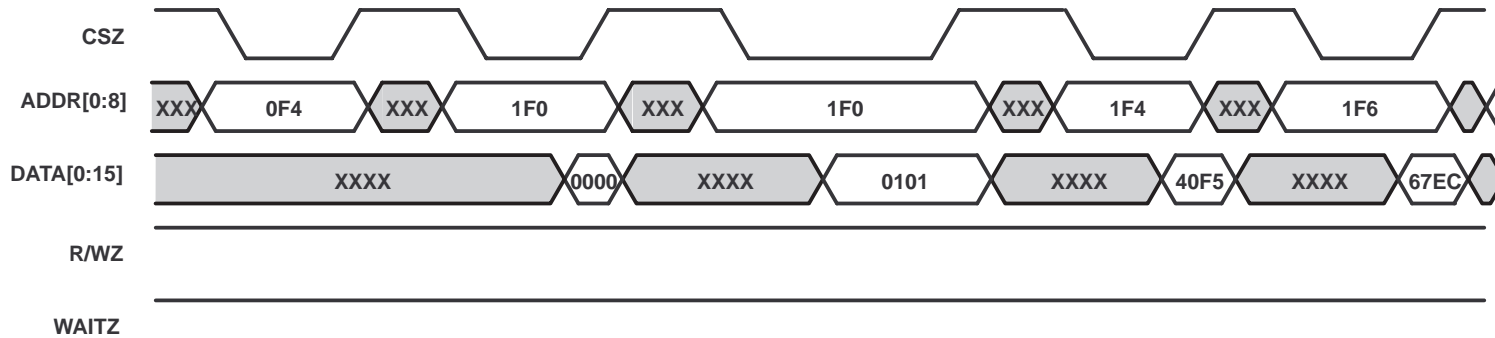 CSZ
ADDR[0:8] XXX 0F4 XXX 1F0 XXX 1F0 XXX 1F4 XXX 1F6
DATA[0:15] XXXX 0000 XXXX 0101 XXXX 40F5 XXXX 67EC
R/WZ
WAITZ